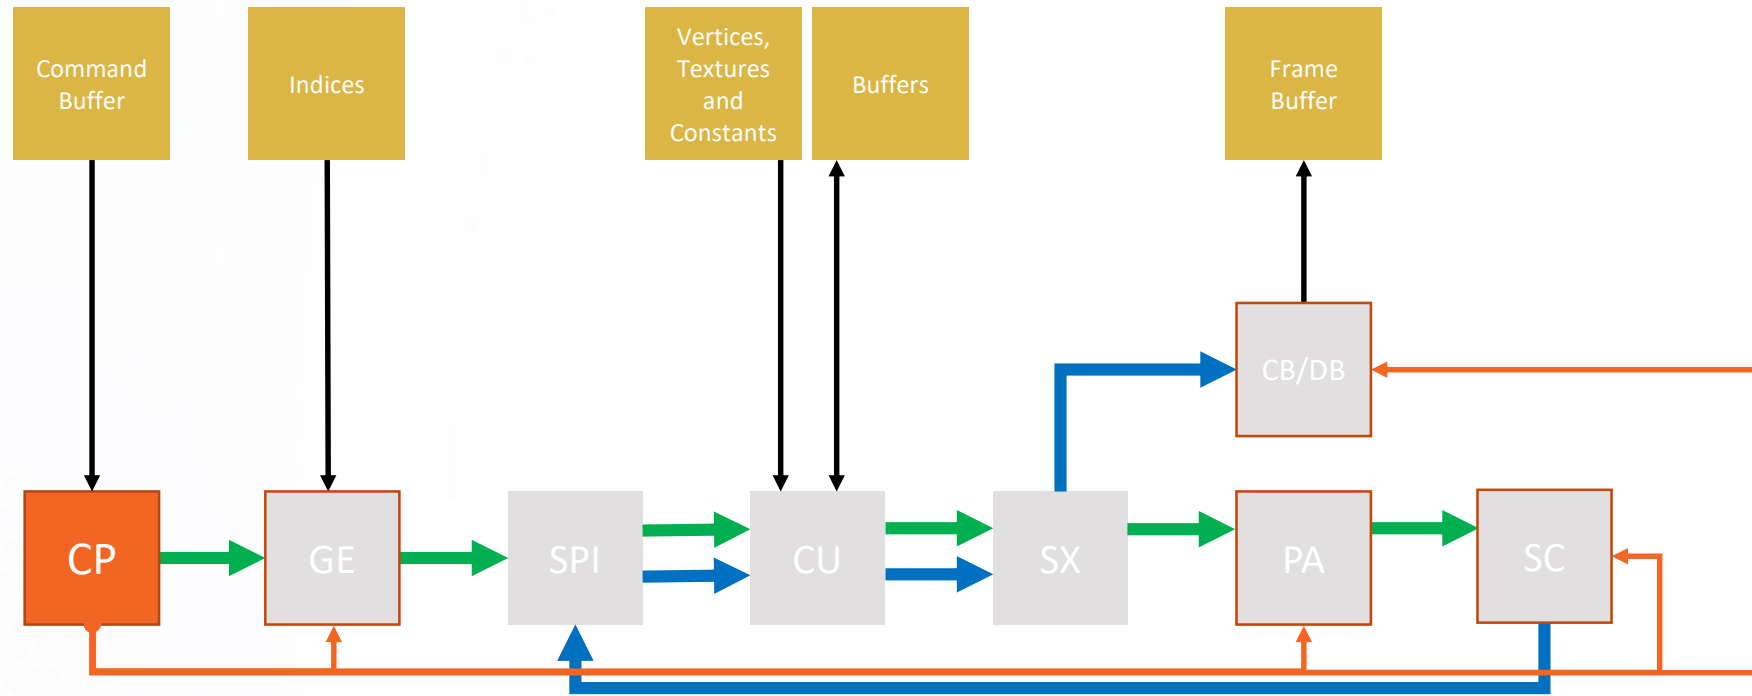 Command
Buffer
Indices
Vertices,
Textures
and
Constants
Buffers
Frame
Buffer
CB/DB
CP
GE
SPI
CU
SX
PA
SC